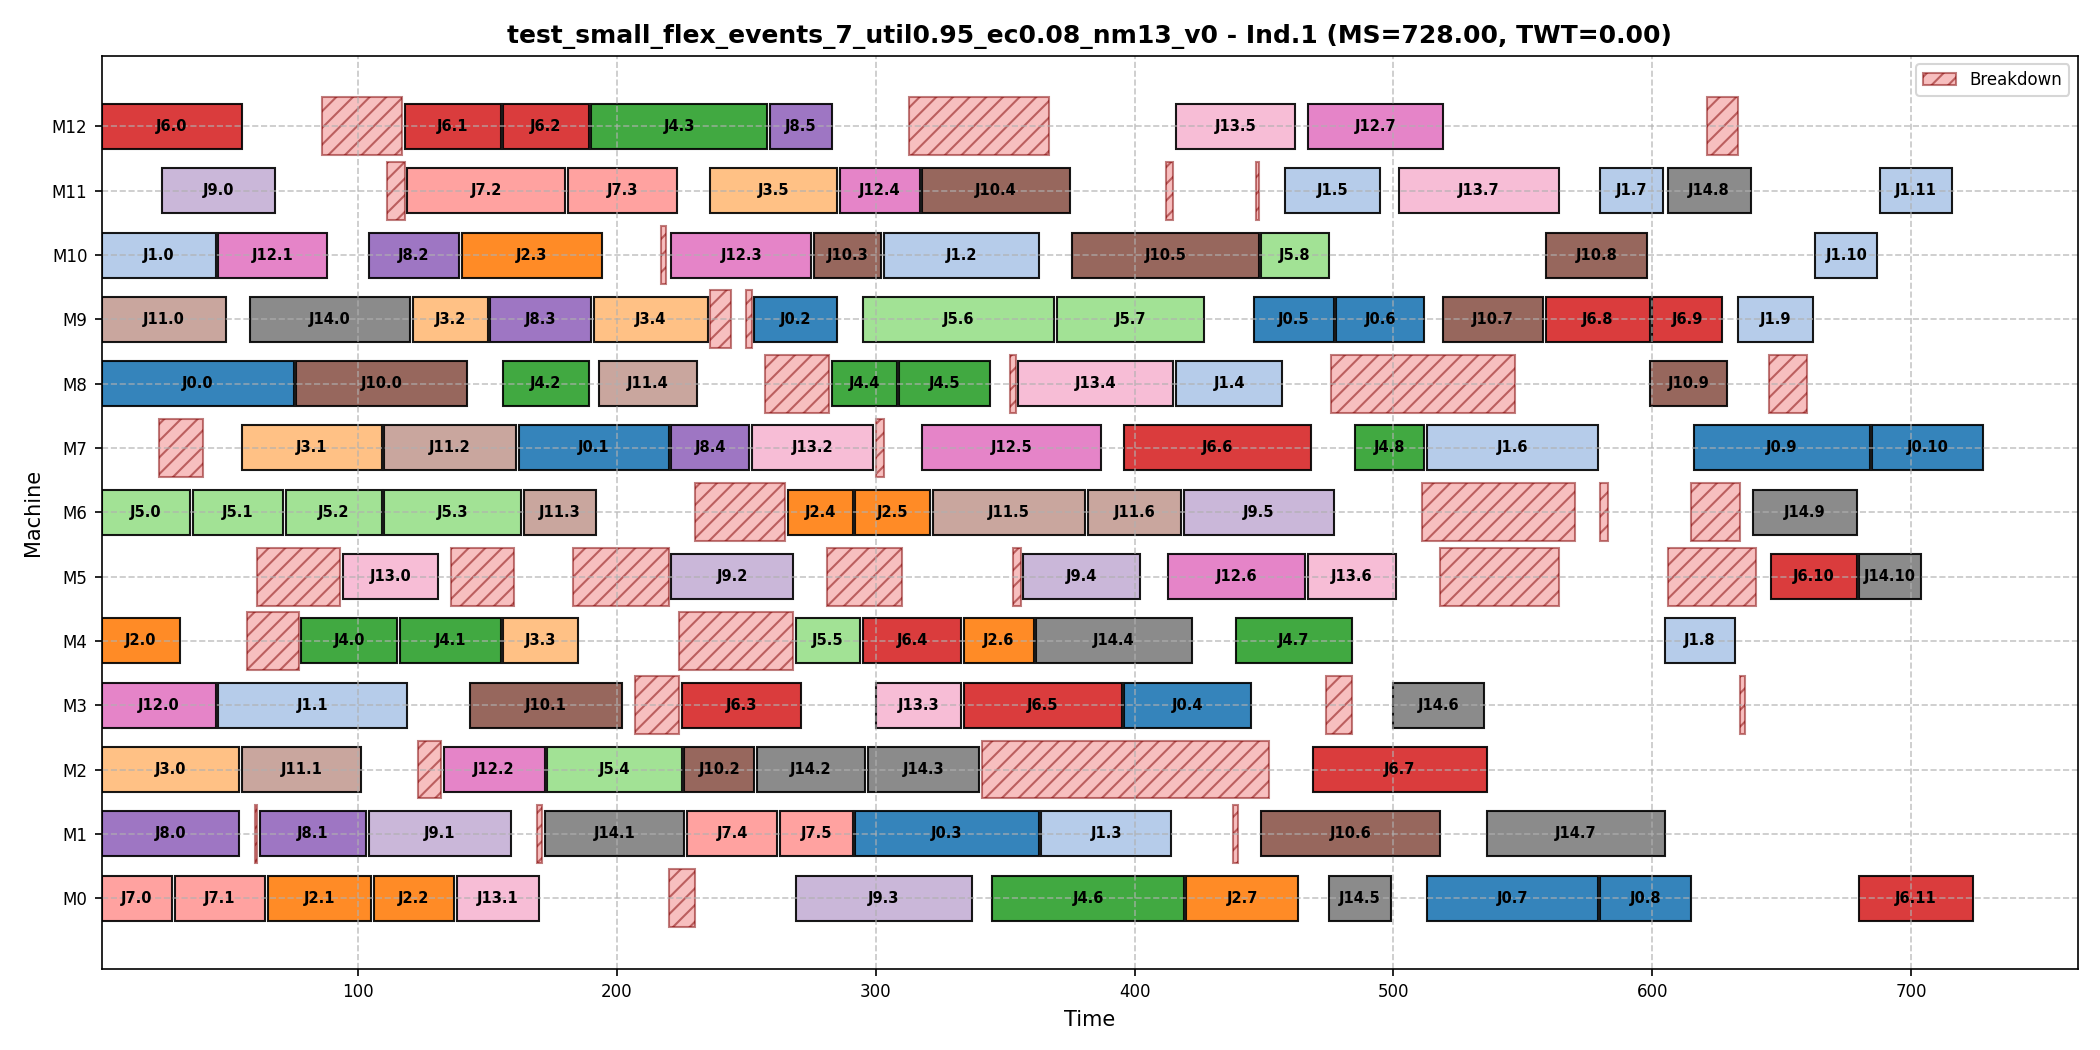 test_small_flex_events_7_util0.95_ec0.08_nm13_v0 - Ind.1 (MS=728.00, TWT=0.00)
Breakdown
M12 J6.0 J6.1 J6.2 J4.3 J8.5 J13.5 J12.7
M11 J9.0 J7.2 J7.3 J3.5 J12.4 J10.4 J1.5 J13.7 J1.7 J14.8 J1.11
M10 J1.0 J12.1 J8.2 J2.3 J12.3 J10.3 J1.2 J10.5 J5.8 J10.8 J1.10
M9 J11.0 J14.0 J3.2 J8.3 J3.4 J0.2 J5.6 J5.7 J0.5 J0.6 J10.7 J6.8 J6.9 J1.9
M8 J0.0 J10.0 J4.2 J11.4 J4.4 J4.5 J13.4 J1.4 J10.9
M7 J3.1 J11.2 J0.1 J8.4 J13.2 J12.5 J6.6 J4.8 J1.6 J0.9 J0.10
M6 J5.0 J5.1 J5.2 J5.3 J11.3 J2.4 J2.5 J11.5 J11.6 J9.5 J14.9
M5 J13.0 J9.2 J9.4 J12.6 J13.6 J6.10 J14.10
M4 J2.0 J4.0 J4.1 J3.3 J5.5 J6.4 J2.6 J14.4 J4.7 J1.8
M3 J12.0 J1.1 J10.1 J6.3 J13.3 J6.5 J0.4 J14.6
M2 J3.0 J11.1 J12.2 J5.4 J10.2 J14.2 J14.3 J6.7
M1 J8.0 J8.1 J9.1 J14.1 J7.4 J7.5 J0.3 J1.3 J10.6 J14.7
M0 J7.0 J7.1 J2.1 J2.2 J13.1 J9.3 J4.6 J2.7 J14.5 J0.7 J0.8 J6.11
Machine
100 200 300 400 500 600 700
Time